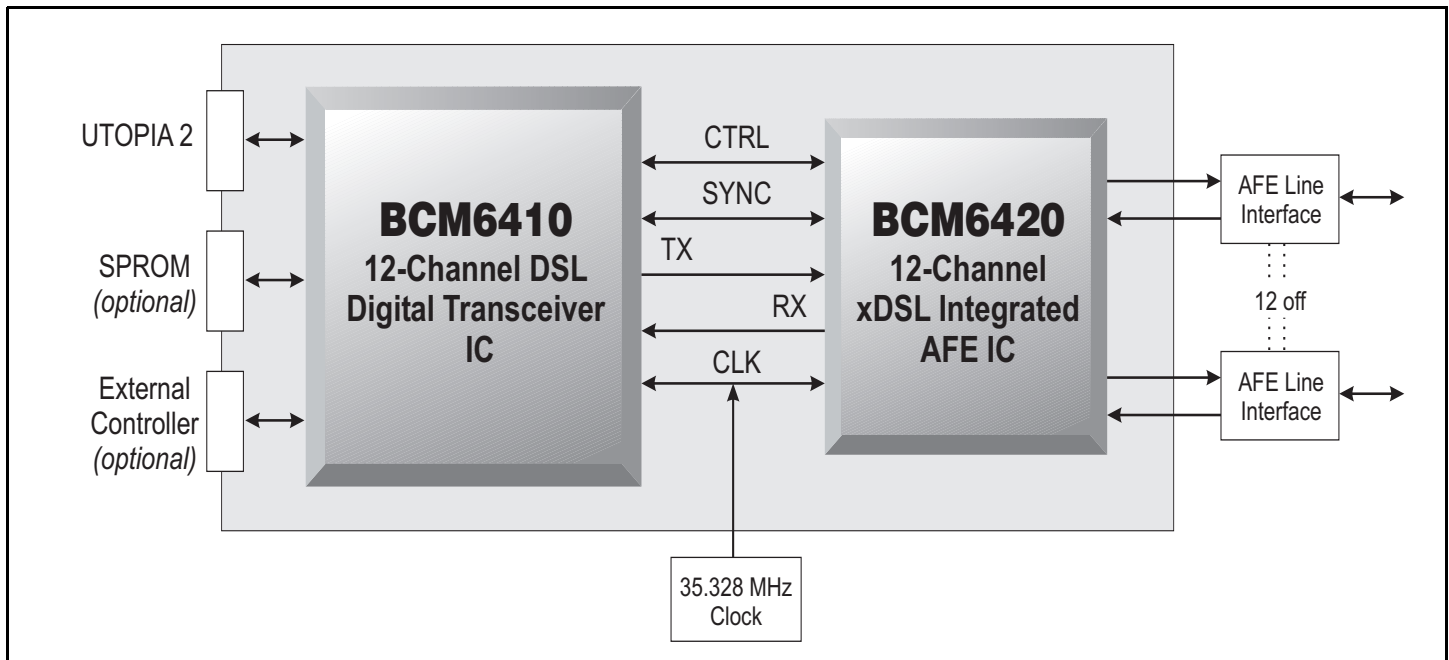 UTOPIA 2
SPROM
(optional)
External
Controller
(optional)
BCM6410
12-Channel DSL
Digital Transceiver
IC
CTRL
SYNC
TX
RX
CLK
BCM6420
12-Channel
xDSL Integrated
AFE IC
AFE Line
Interface
12 off
AFE Line
Interface
35.328 MHz
Clock